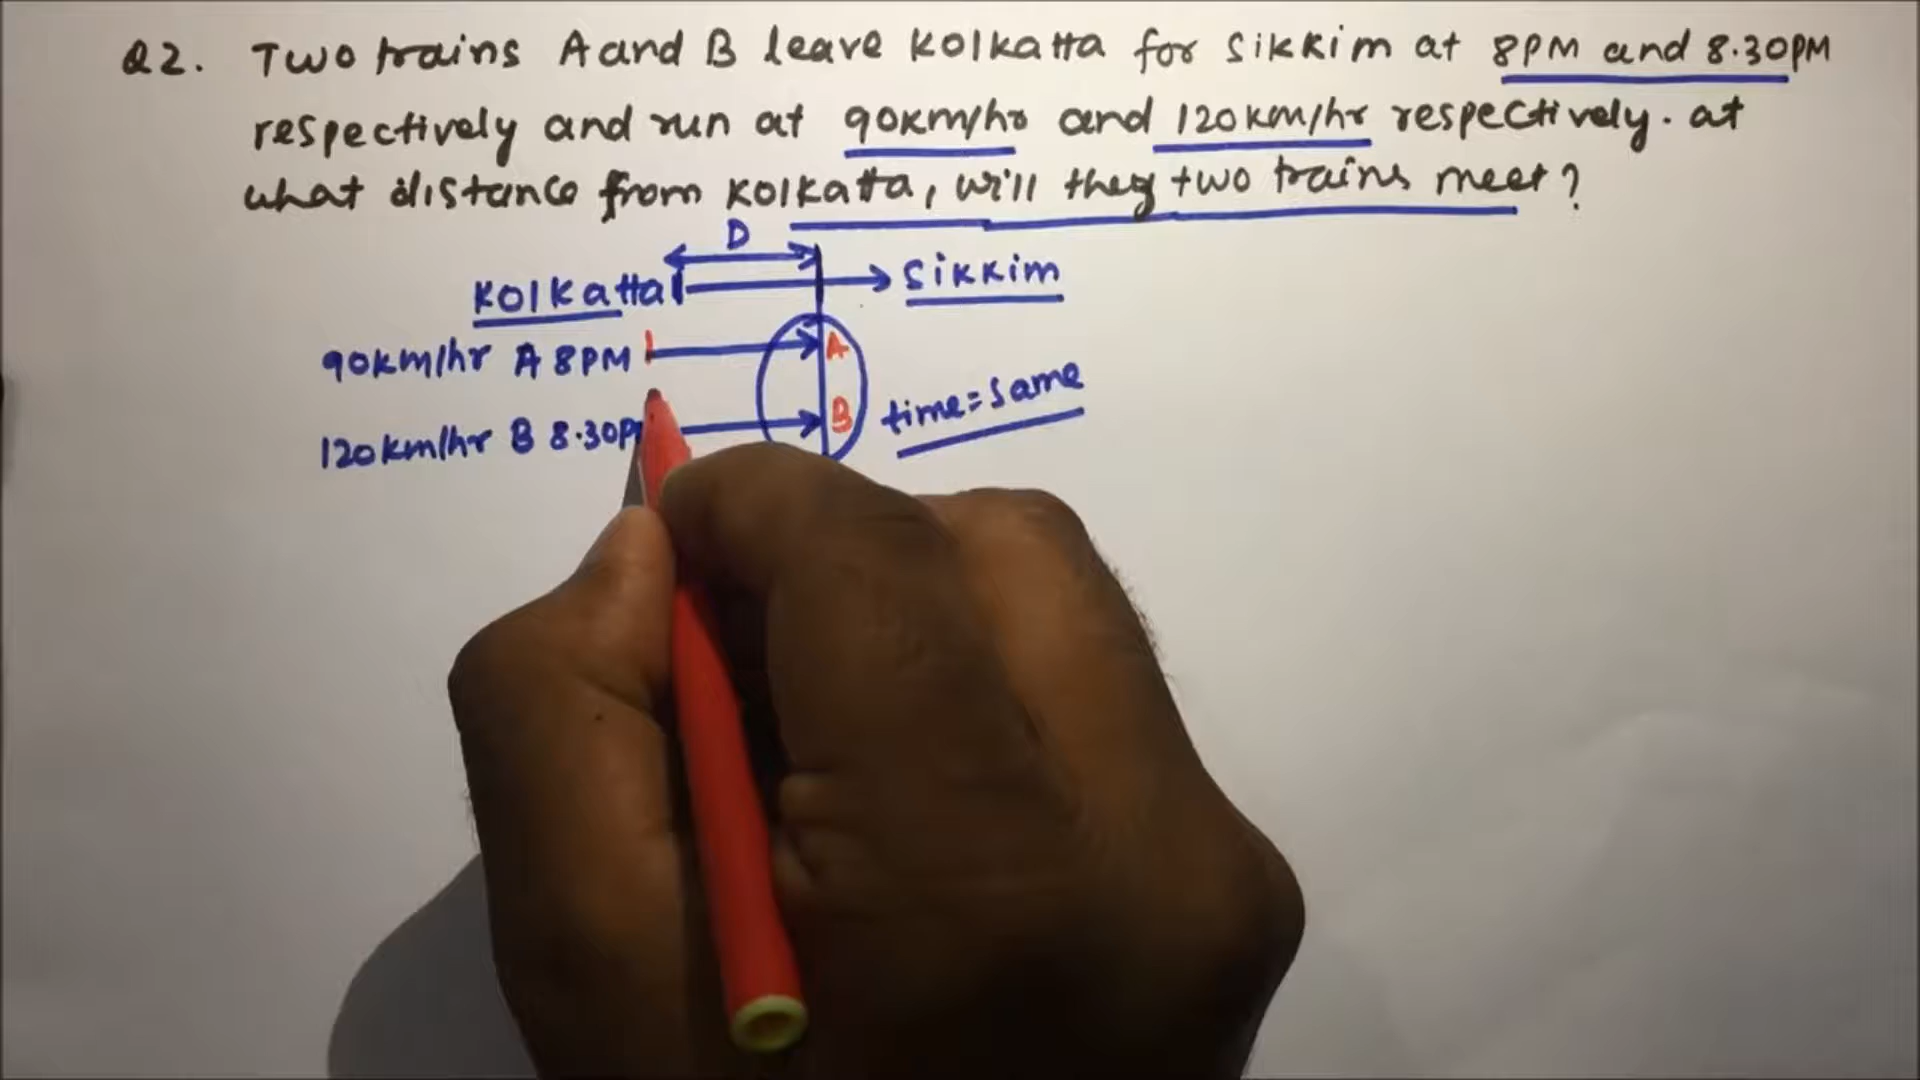 Q2. Two trains A and B leave Kolkatta for Sikkim at 8PM and 8.30PM
respectively and run at 90km/hr and 120km/hr respectively. at
what distance from Kolkatta, will they two trains meet?
D
Kolkatta Sikkim
90km/hr A 8PM A
time = same
120km/hr B 8.30P B